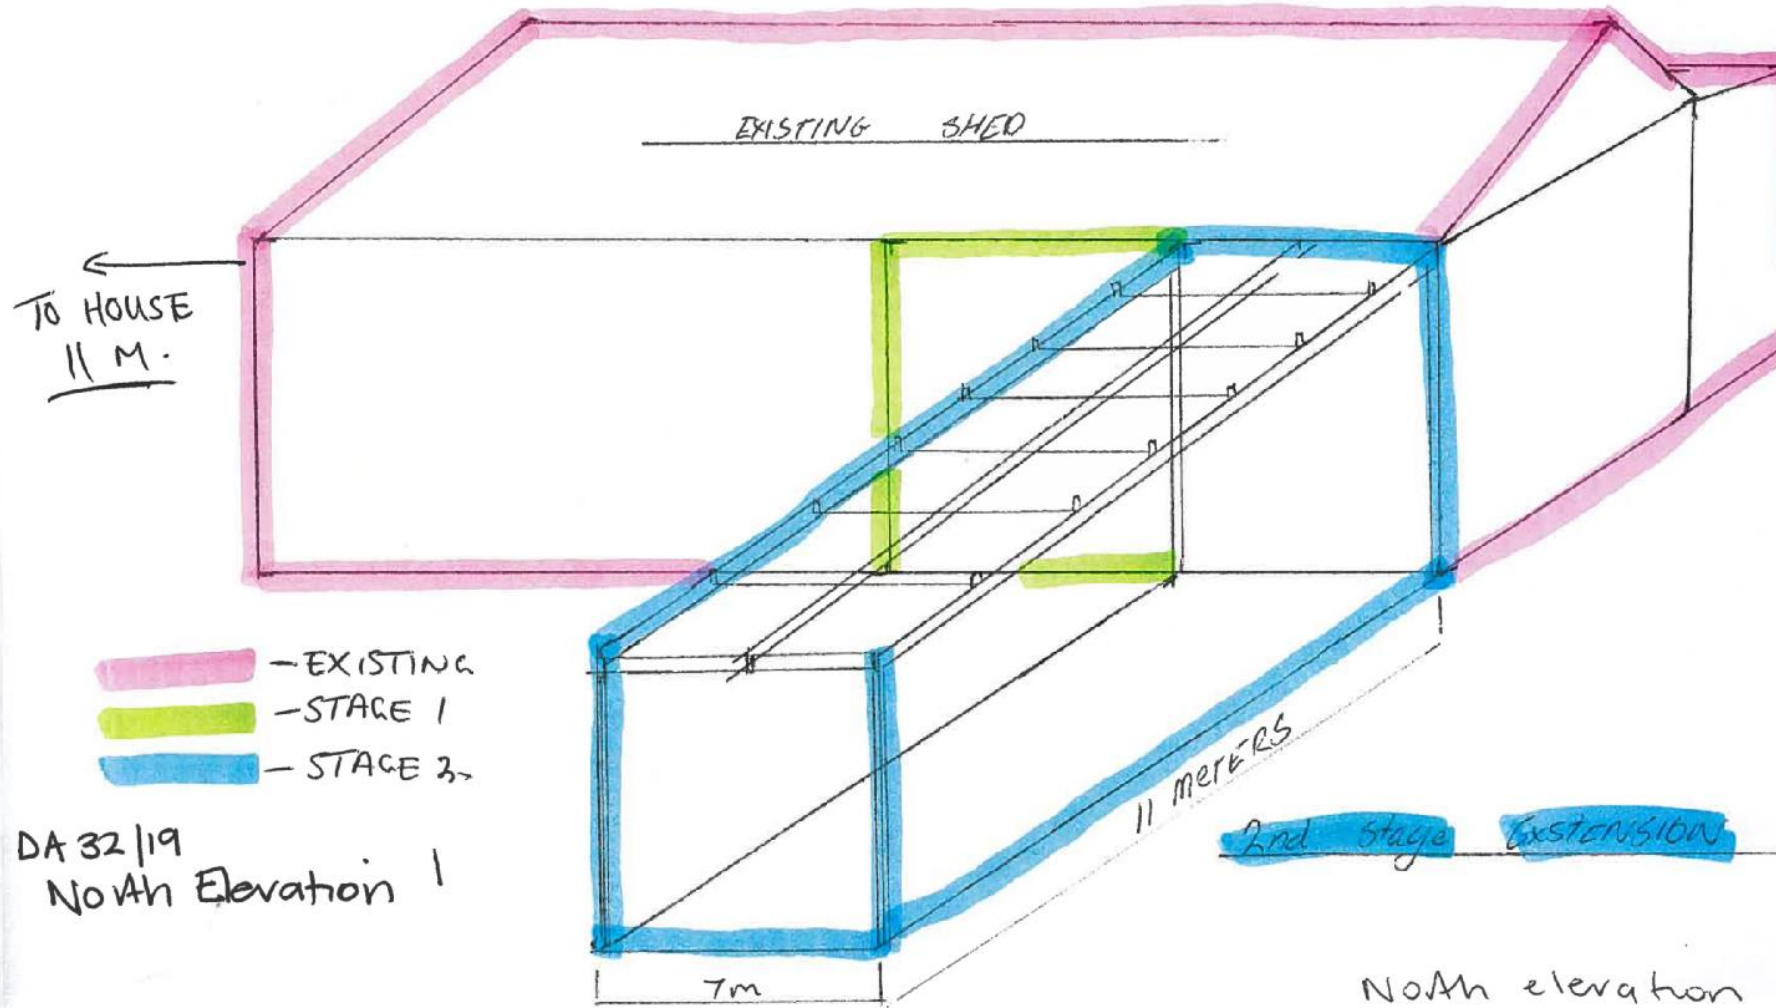 EXISTING SHED
TO HOUSE
11 M.
- EXISTING
- STAGE 1
- STAGE 2
11 METERS
2nd Stage EXSTENSION
DA 32/19
North Elevation 1
7m
North elevation